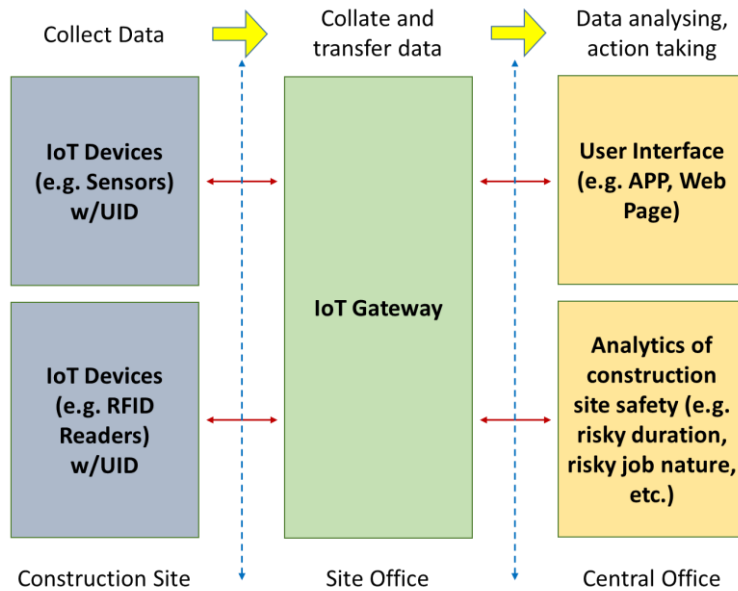 Collect Data
Collate and
transfer data
Data analysing,
action taking
IoT Devices
(e.g. Sensors)
w/UID
IoT Devices
(e.g. RFID
Readers)
w/UID
IoT Gateway
User Interface
(e.g. APP, Web
Page)
Analytics of
construction
site safety (e.g.
risky duration,
risky job nature,
etc.)
Construction Site
Site Office
Central Office